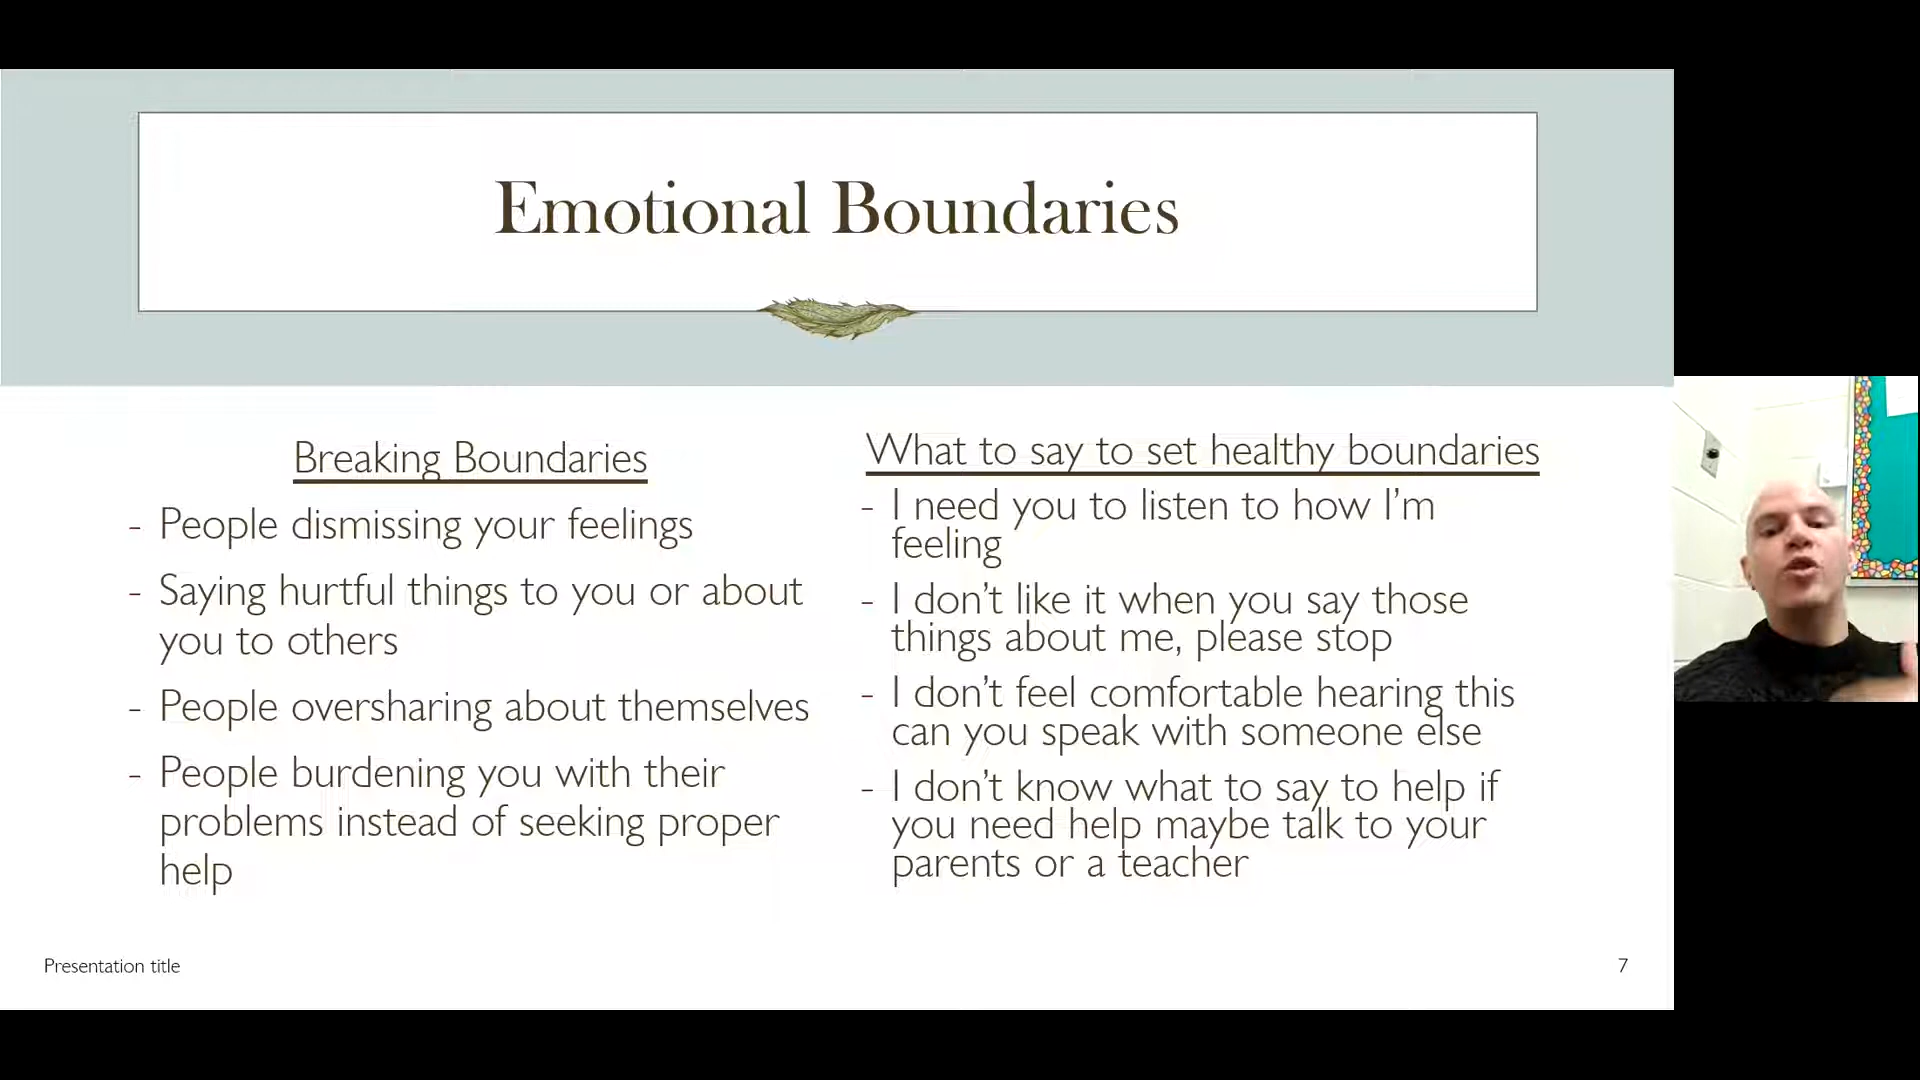 Emotional Boundaries
Breaking Boundaries
- People dismissing your feelings
- Saying hurtful things to you or about
you to others
- People oversharing about themselves
- People burdening you with their
problems instead of seeking proper
help
What to say to set healthy boundaries
- I need you to listen to how I’m
feeling
- I don’t like it when you say those
things about me, please stop
- I don’t feel comfortable hearing this
can you speak with someone else
- I don’t know what to say to help if
you need help maybe talk to your
parents or a teacher
Presentation title
7